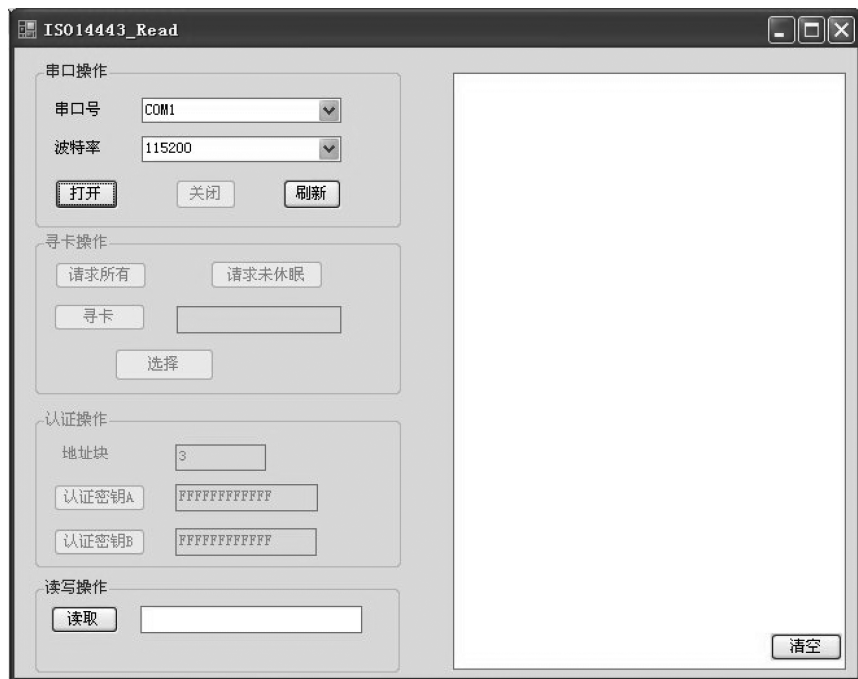 ISO14443_Read
串口操作
串口号 COM1
波特率 115200
打开 关闭 刷新
寻卡操作
请求所有 请求未休眠
寻卡
选择
认证操作
地址块 3
认证密钥A FFFFFFFFFFFF
认证密钥B FFFFFFFFFFFF
读写操作
读取
清空